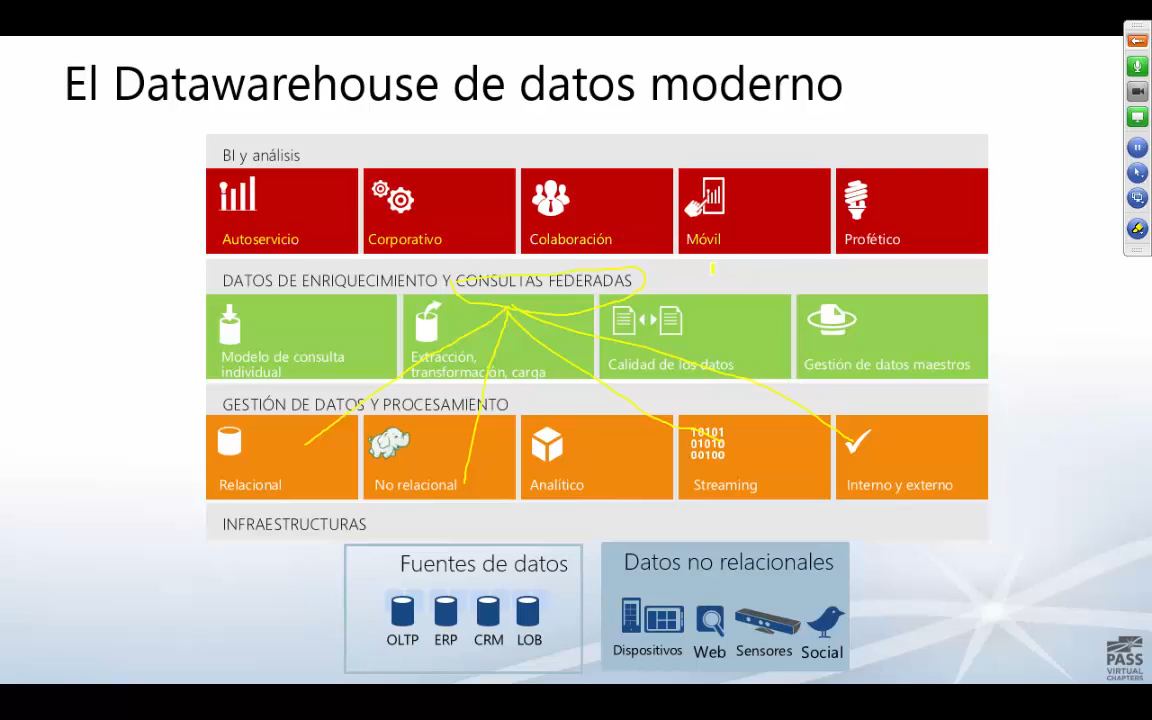 El Datawarehouse de datos moderno
BI y análisis
Autoservicio
Corporativo
Colaboración
Móvil
Profético
DATOS DE ENRIQUECIMIENTO Y CONSULTAS FEDERADAS
Modelo de consulta
individual
Extracción,
transformación, carga
Calidad de los datos
Gestión de datos maestros
GESTIÓN DE DATOS Y PROCESAMIENTO
Relacional
No relacional
Analítico
10101
01010
00100
Streaming
Interno y externo
INFRAESTRUCTURAS
Fuentes de datos
OLTP
ERP
CRM
LOB
Datos no relacionales
Dispositivos
Web
Sensores
Social
PASS
VIRTUAL
CHAPTERS